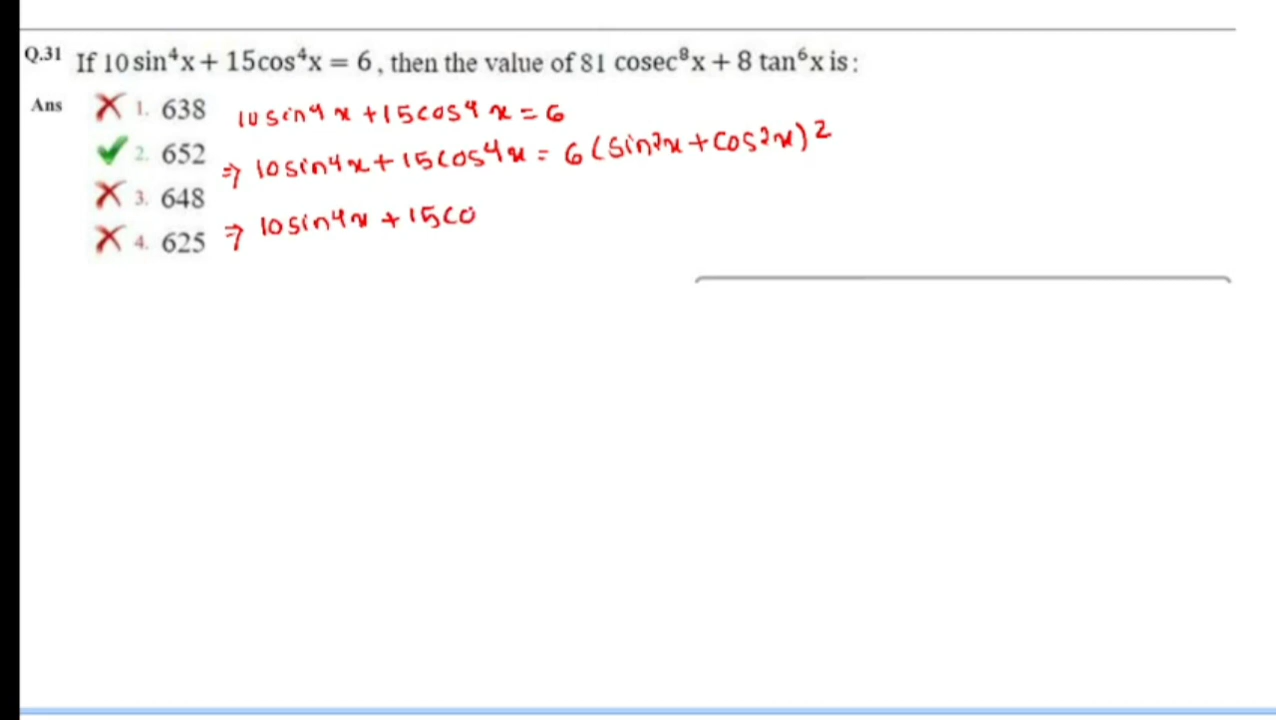 Q.31 If 10 sin⁴x + 15cos⁴x = 6, then the value of 81 cosec⁸x + 8 tan⁶x is:
Ans 1. 638
2. 652
3. 648
4. 625
10sin4x + 15cos4x = 6
⇒ 10sin4x + 15cos4x = 6(sin2x + cos2x)2
⇒ 10sin4x + 15co